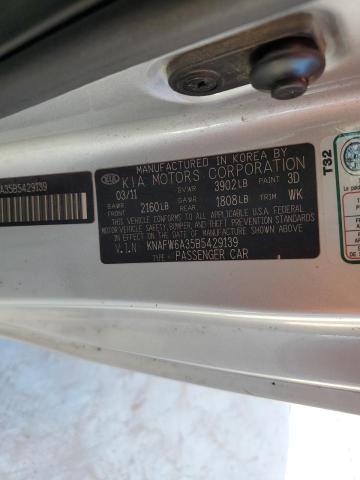 MANUFACTURED IN KOREA BY
KIA KIA MOTORS CORPORATION
03/11 GVWR 3902LB PAINT 3D
GAWR FRONT 2160LB GAWR REAR 1808LB TRIM WK
THIS VEHICLE CONFORMS TO ALL APPLICABLE U.S.A. FEDERAL
MOTOR VEHICLE SAFETY, BUMPER, AND THEFT PREVENTION STANDARDS
IN EFFECT ON THE DATE OF MANUFACTURE SHOWN ABOVE.
V.I.N : KNAFW6A35B5429139
TYPE : PASSENGER CAR
A35B5429139
T32